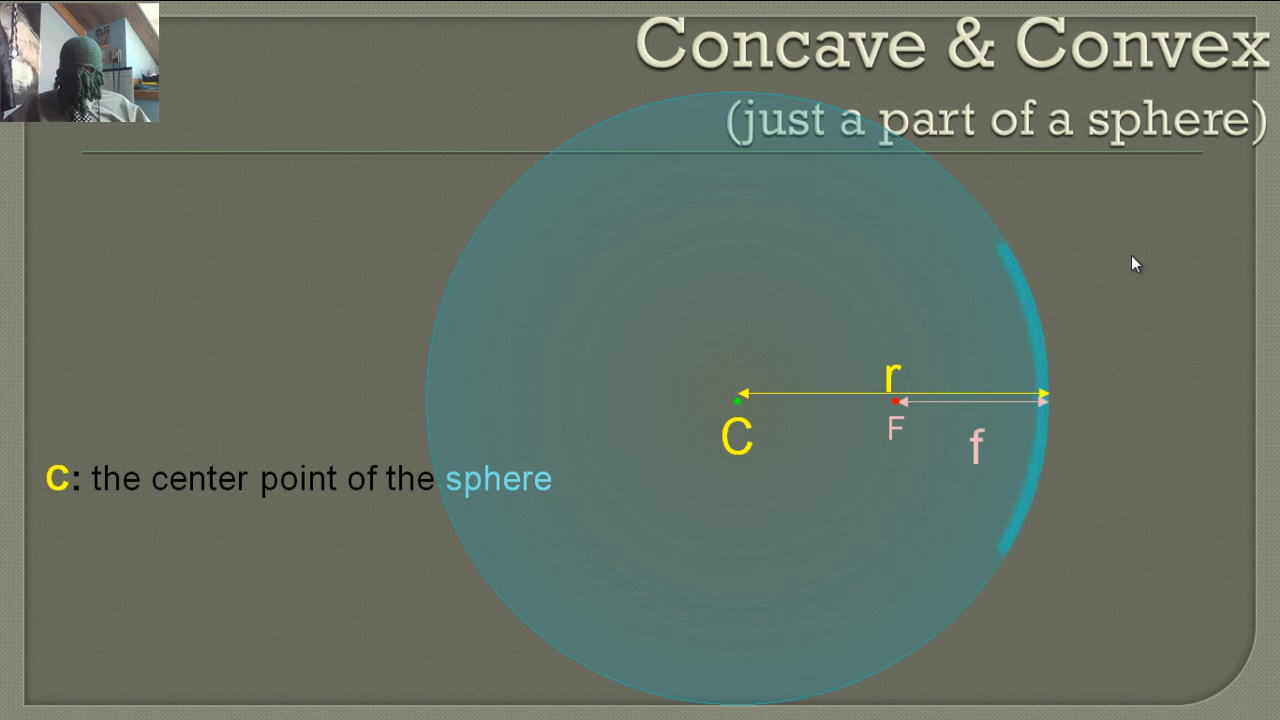 Concave & Convex
(just a part of a sphere)
r
C
F
f
C: the center point of the sphere